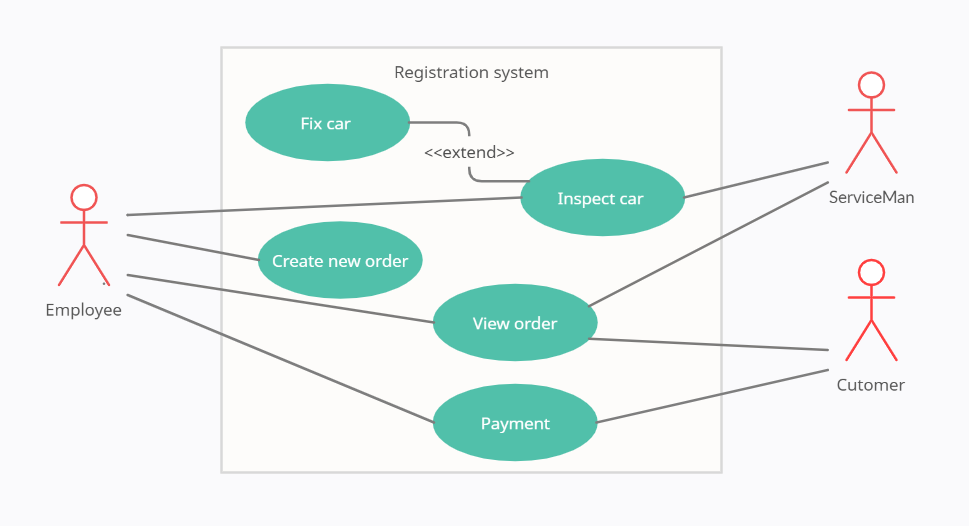 Registration system
Fix car
<<extend>>
Inspect car
ServiceMan
Create new order
Employee
View order
Cutomer
Payment